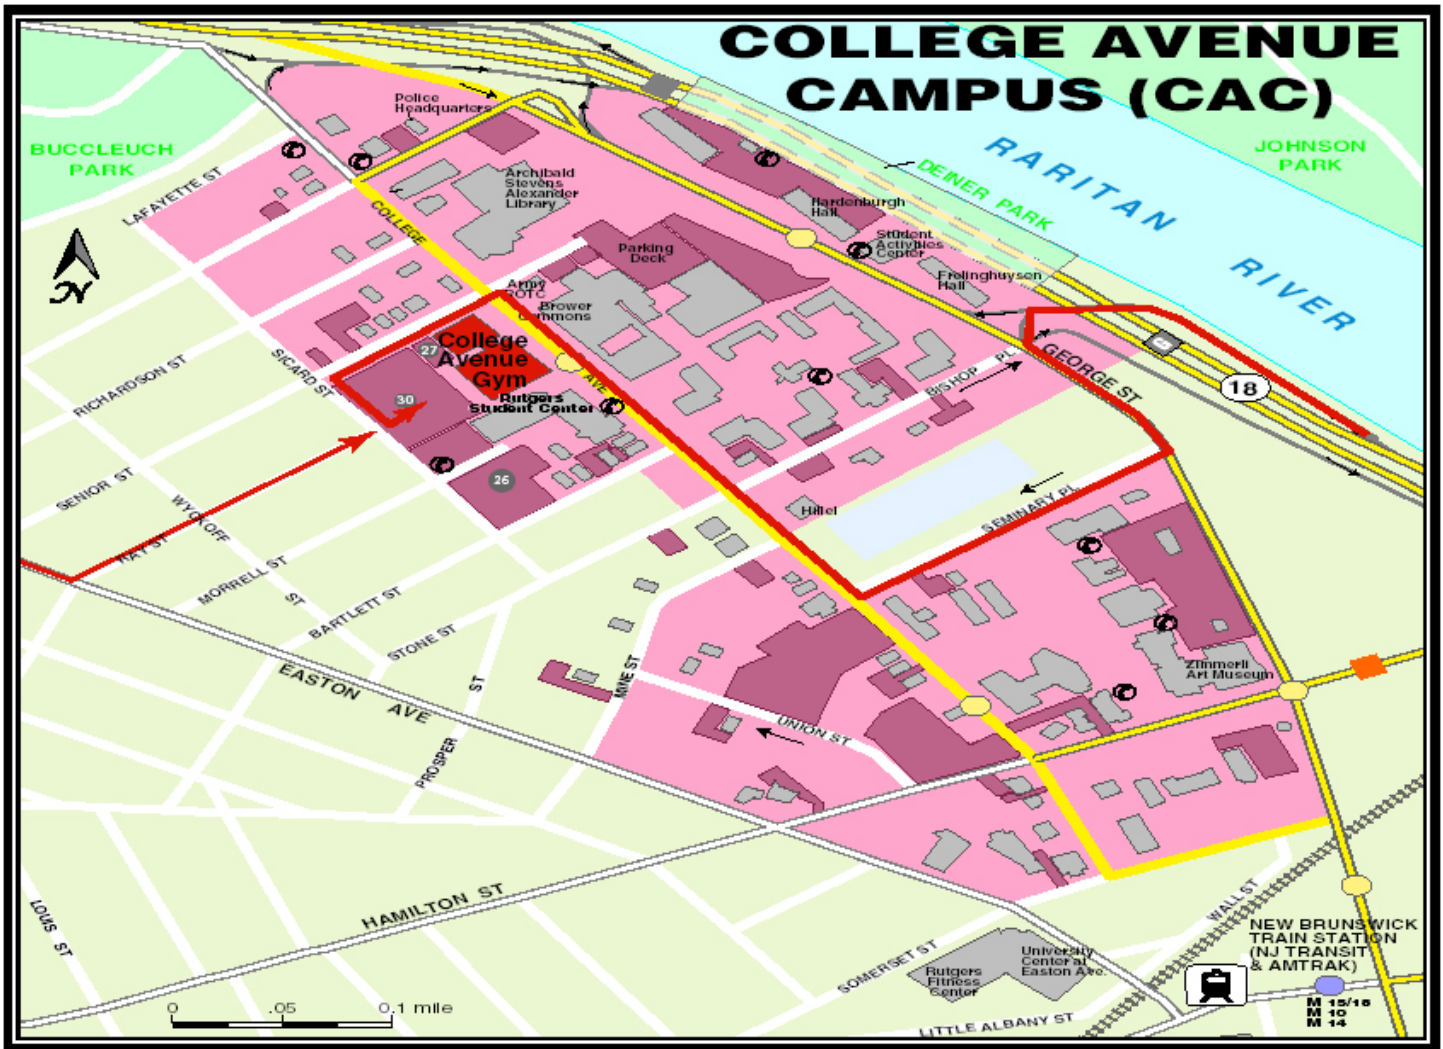 COLLEGE AVENUE
CAMPUS (CAC)
Police
Headquarters
BUCCLEUCH
PARK
LAFAYETTE ST
JOHNSON
PARK
RARITAN RIVER
DEINER PARK
Archibald
Stevens
Alexander
Library
Hardenburgh
Hall
Student
Activities
Center
Frelinghuysen
Hall
COLLEGE
AVE
Parking
Deck
Army
ROTC
Brower
Commons
N
College
Avenue
Gym
27
30
26
Rutgers
Student Center
SICARD ST
RICHARDSON ST
BISHOP PL
GEORGE ST
CS
18
SENIOR ST
WYCKOFF ST
RAY ST
MORRELL ST
BARTLETT ST
STONE ST
Hillel
SEMINARY PL
EASTON AVE
PROSPER ST
MINE ST
UNION ST
Zimmerli
Art Museum
HAMILTON ST
LOUIS ST
WALL ST
SOMERSET ST
University
Center at
Easton Ave.
Rutgers
Fitness
Center
NEW BRUNSWICK
TRAIN STATION
(NJ TRANSIT
& AMTRAK)
M 15/18
M 10
M 14
LITTLE ALBANY ST
0 .05 0.1 mile